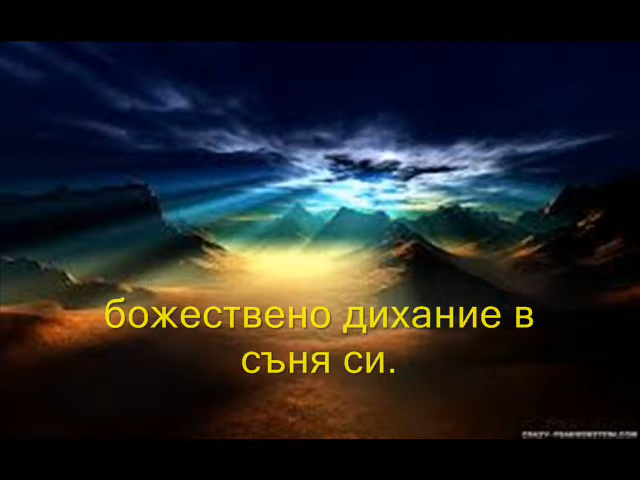 божествено дихание в
съня си.